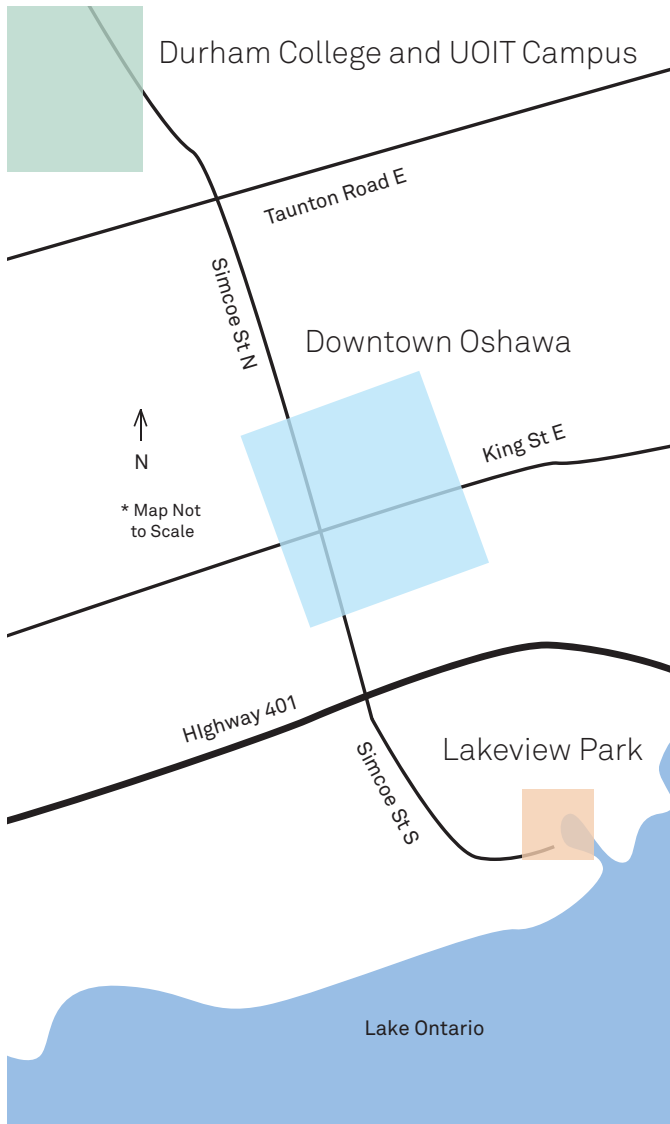 Durham College and UOIT Campus
Taunton Road E
Simcoe St N
Downtown Oshawa
King St E
N
* Map Not
to Scale
HIghway 401
Lakeview Park
Simcoe St S
Lake Ontario